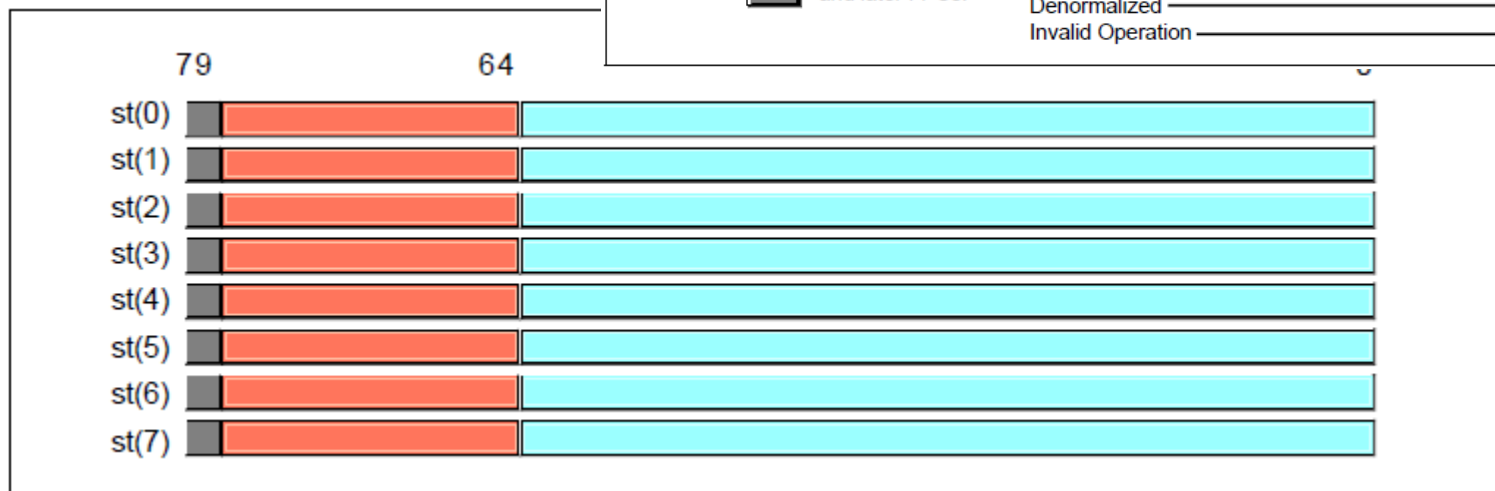 Denormalized
Invalid Operation
79 64
st(0)
st(1)
st(2)
st(3)
st(4)
st(5)
st(6)
st(7)